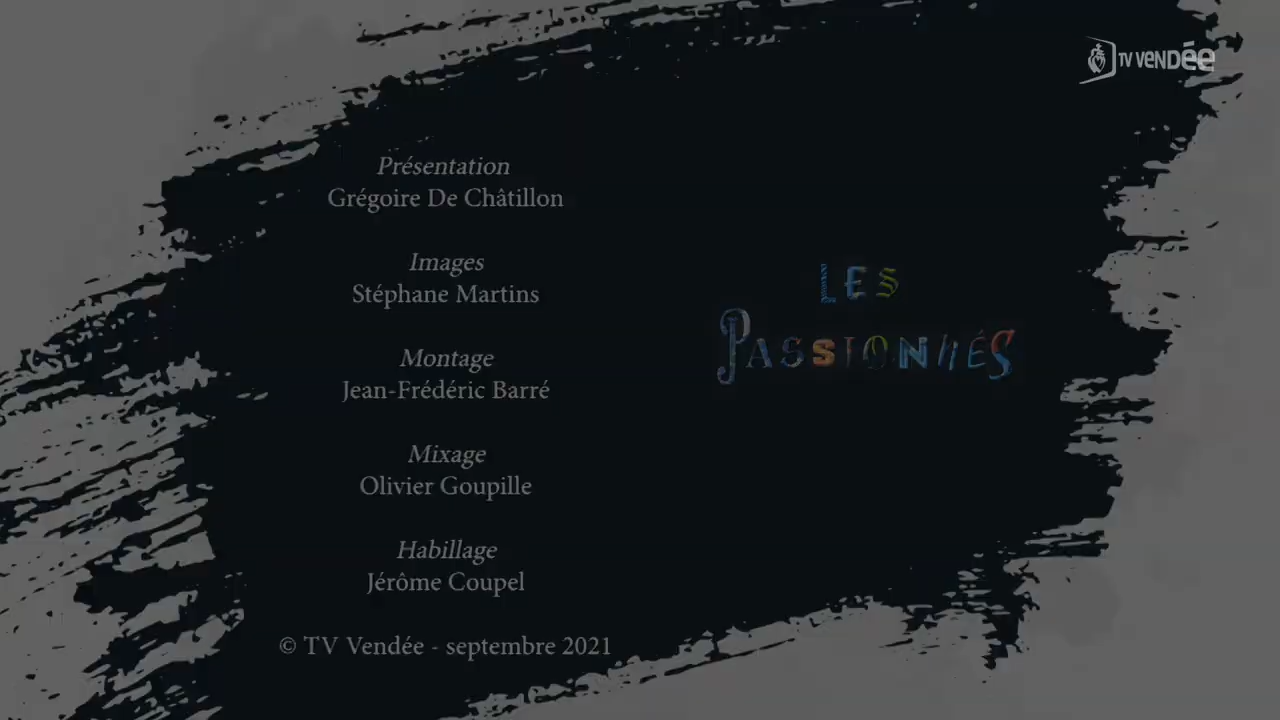 TV VENDÉE
Présentation
Grégoire De Châtillon
Images
Stéphane Martins
Montage
Jean-Frédéric Barré
Mixage
Olivier Goupille
Habillage
Jérôme Coupel
© TV Vendée - septembre 2021
LES
PASSIONNÉS